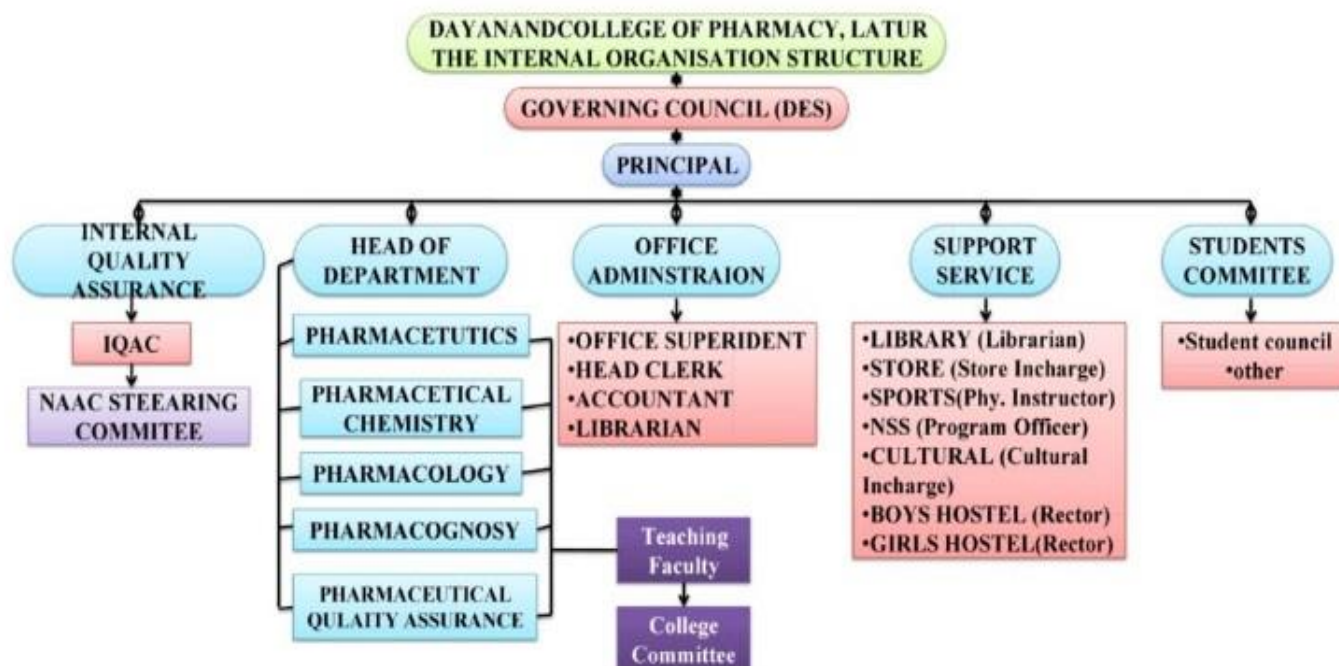 DAYANANDCOLLEGE OF PHARMACY, LATUR
THE INTERNAL ORGANISATION STRUCTURE
GOVERNING COUNCIL (DES)
PRINCIPAL
INTERNAL
QUALITY
ASSURANCE
IQAC
NAAC STEEARING
COMMITEE
HEAD OF
DEPARTMENT
PHARMACETUTICS
PHARMACETICAL
CHEMISTRY
PHARMACOLOGY
PHARMACOGNOSY
PHARMACEUTICAL
QULAITY ASSURANCE
Teaching
Faculty
College
Committee
OFFICE
ADMINSTRAION
•OFFICE SUPERIDENT
•HEAD CLERK
•ACCOUNTANT
•LIBRARIAN
SUPPORT
SERVICE
•LIBRARY (Librarian)
•STORE (Store Incharge)
•SPORTS(Phy. Instructor)
•NSS (Program Officer)
•CULTURAL (Cultural
Incharge)
•BOYS HOSTEL (Rector)
•GIRLS HOSTEL(Rector)
STUDENTS
COMMITEE
•Student council
•other